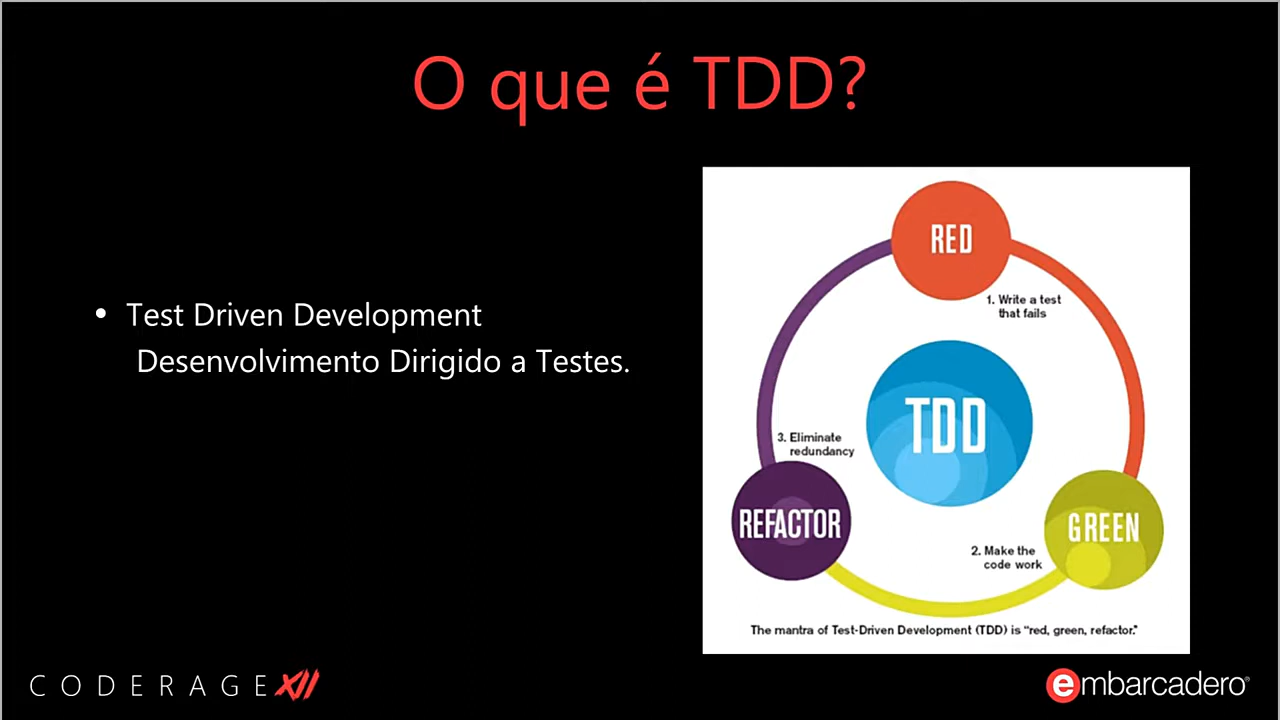 O que é TDD?
• Test Driven Development
Desenvolvimento Dirigido a Testes.
RED
1. Write a test
that fails
TDD
3. Eliminate
redundancy
REFACTOR
GREEN
2. Make the
code work
The mantra of Test-Driven Development (TDD) is “red, green, refactor.”
CODERAGE XII
embarcadero®